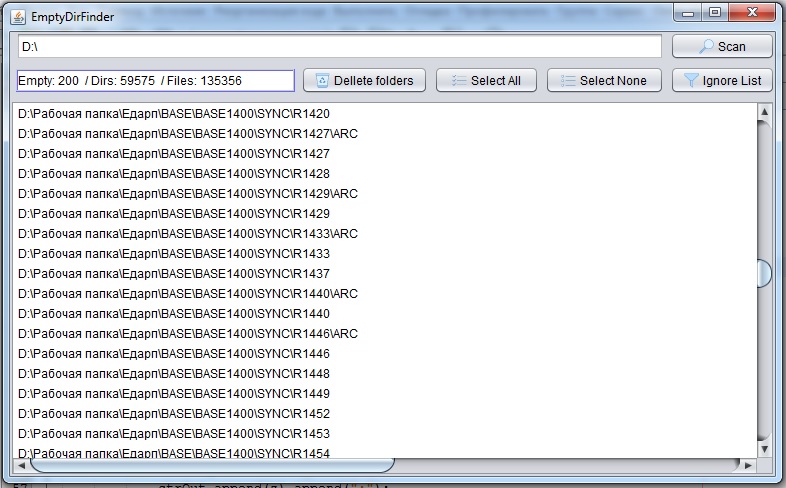 EmptyDirFinder
D:\
Scan
Empty: 200 / Dirs: 59575 / Files: 135356
Dellete folders
Select All
Select None
Ignore List
D:\Рабочая папка\Едарп\BASE\BASE1400\SYNC\R1420
D:\Рабочая папка\Едарп\BASE\BASE1400\SYNC\R1427\ARC
D:\Рабочая папка\Едарп\BASE\BASE1400\SYNC\R1427
D:\Рабочая папка\Едарп\BASE\BASE1400\SYNC\R1428
D:\Рабочая папка\Едарп\BASE\BASE1400\SYNC\R1429\ARC
D:\Рабочая папка\Едарп\BASE\BASE1400\SYNC\R1429
D:\Рабочая папка\Едарп\BASE\BASE1400\SYNC\R1433\ARC
D:\Рабочая папка\Едарп\BASE\BASE1400\SYNC\R1433
D:\Рабочая папка\Едарп\BASE\BASE1400\SYNC\R1437
D:\Рабочая папка\Едарп\BASE\BASE1400\SYNC\R1440\ARC
D:\Рабочая папка\Едарп\BASE\BASE1400\SYNC\R1440
D:\Рабочая папка\Едарп\BASE\BASE1400\SYNC\R1446\ARC
D:\Рабочая папка\Едарп\BASE\BASE1400\SYNC\R1446
D:\Рабочая папка\Едарп\BASE\BASE1400\SYNC\R1448
D:\Рабочая папка\Едарп\BASE\BASE1400\SYNC\R1449
D:\Рабочая папка\Едарп\BASE\BASE1400\SYNC\R1452
D:\Рабочая папка\Едарп\BASE\BASE1400\SYNC\R1453
D:\Рабочая папка\Едарп\BASE\BASE1400\SYNC\R1454